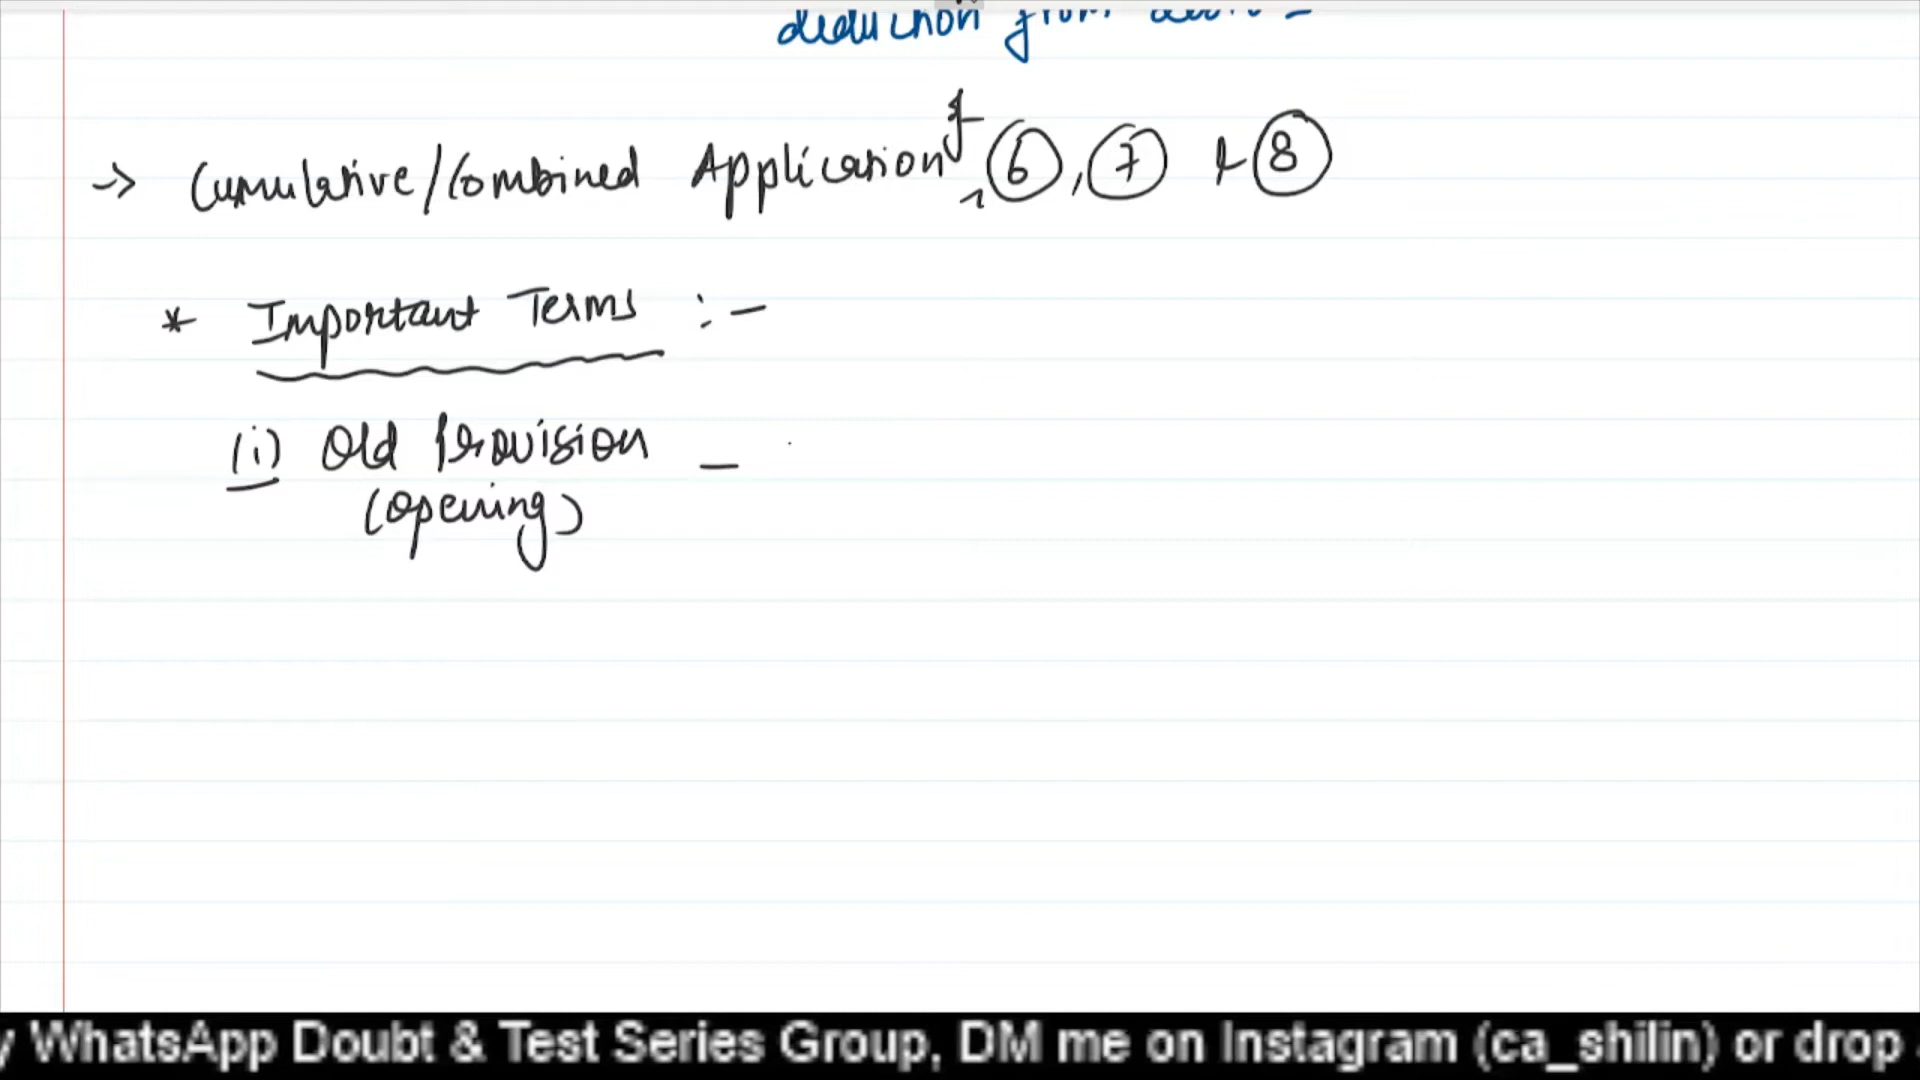 deduction from
→ Cumulative/Combined Application of 6, 7 & 8
* Important Terms :-
(i) Old Provision -
(opening)
y WhatsApp Doubt & Test Series Group, DM me on Instagram (ca_shilin) or drop